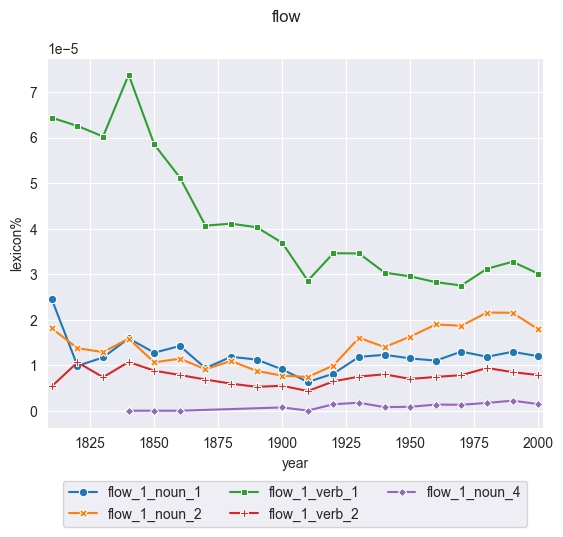 flow
1e−5
7
6
5
4
3
2
1
0
lexicon%
1825 1850 1875 1900 1925 1950 1975 2000
year
flow_1_noun_1 flow_1_verb_1 flow_1_noun_4
flow_1_noun_2 flow_1_verb_2